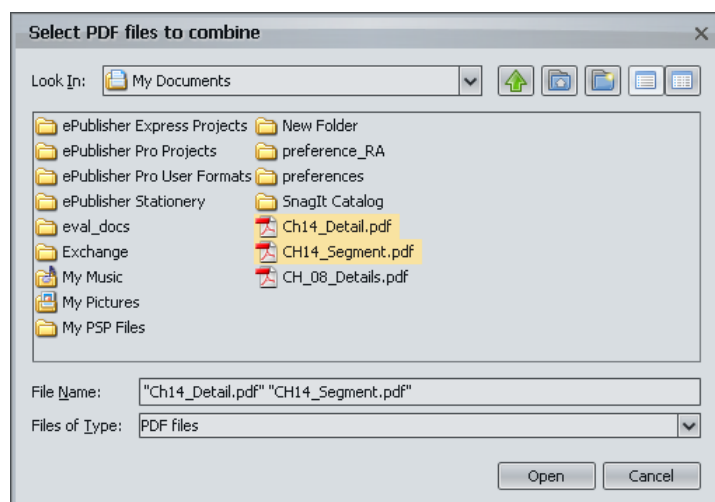 Select PDF files to combine
Look In: My Documents
ePublisher Express Projects New Folder
ePublisher Pro Projects preference_RA
ePublisher Pro User Formats preferences
ePublisher Stationery SnagIt Catalog
eval_docs Ch14_Detail.pdf
Exchange CH14_Segment.pdf
My Music CH_08_Details.pdf
My Pictures
My PSP Files
File Name: "Ch14_Detail.pdf" "CH14_Segment.pdf"
Files of Type: PDF files
Open Cancel